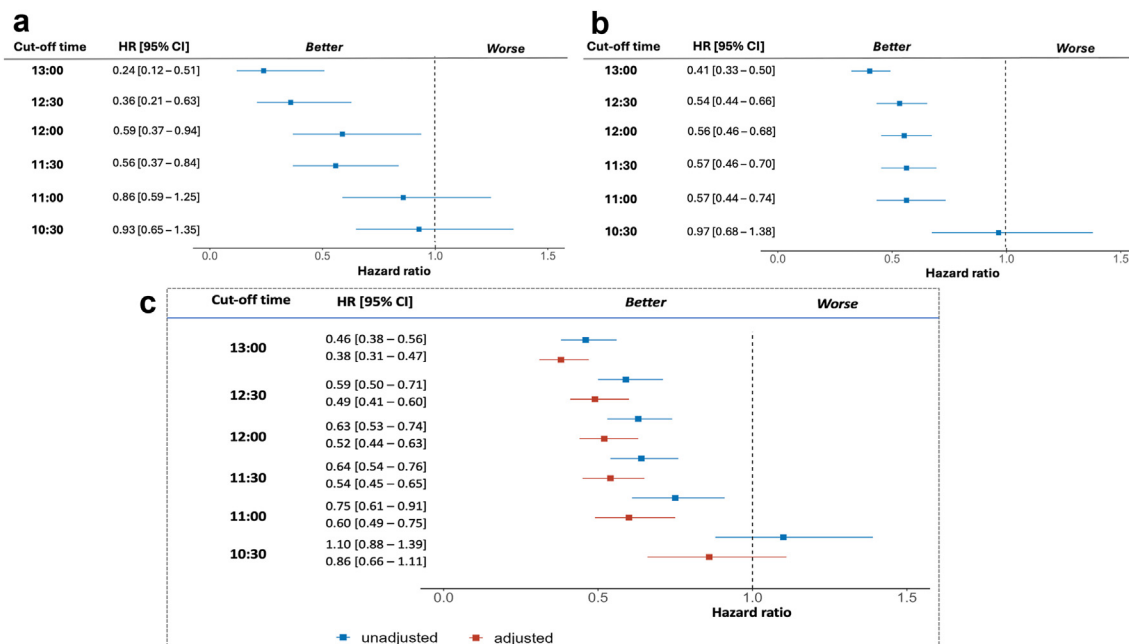 a
Cut-off time HR [95% CI] Better Worse
13:00 0.24 [0.12 – 0.51]
12:30 0.36 [0.21 – 0.63]
12:00 0.59 [0.37 – 0.94]
11:30 0.56 [0.37 – 0.84]
11:00 0.86 [0.59 – 1.25]
10:30 0.93 [0.65 – 1.35]
0.0 0.5 1.0 1.5
Hazard ratio
b
Cut-off time HR [95% CI] Better Worse
13:00 0.41 [0.33 – 0.50]
12:30 0.54 [0.44 – 0.66]
12:00 0.56 [0.46 – 0.68]
11:30 0.57 [0.46 – 0.70]
11:00 0.57 [0.44 – 0.74]
10:30 0.97 [0.68 – 1.38]
0.0 0.5 1.0 1.5
Hazard ratio
c
Cut-off time HR [95% CI] Better Worse
13:00 0.46 [0.38 – 0.56]
0.38 [0.31 – 0.47]
12:30 0.59 [0.50 – 0.71]
0.49 [0.41 – 0.60]
12:00 0.63 [0.53 – 0.74]
0.52 [0.44 – 0.63]
11:30 0.64 [0.54 – 0.76]
0.54 [0.45 – 0.65]
11:00 0.75 [0.61 – 0.91]
0.60 [0.49 – 0.75]
10:30 1.10 [0.88 – 1.39]
0.86 [0.66 – 1.11]
0.0 0.5 1.0 1.5
Hazard ratio
unadjusted adjusted